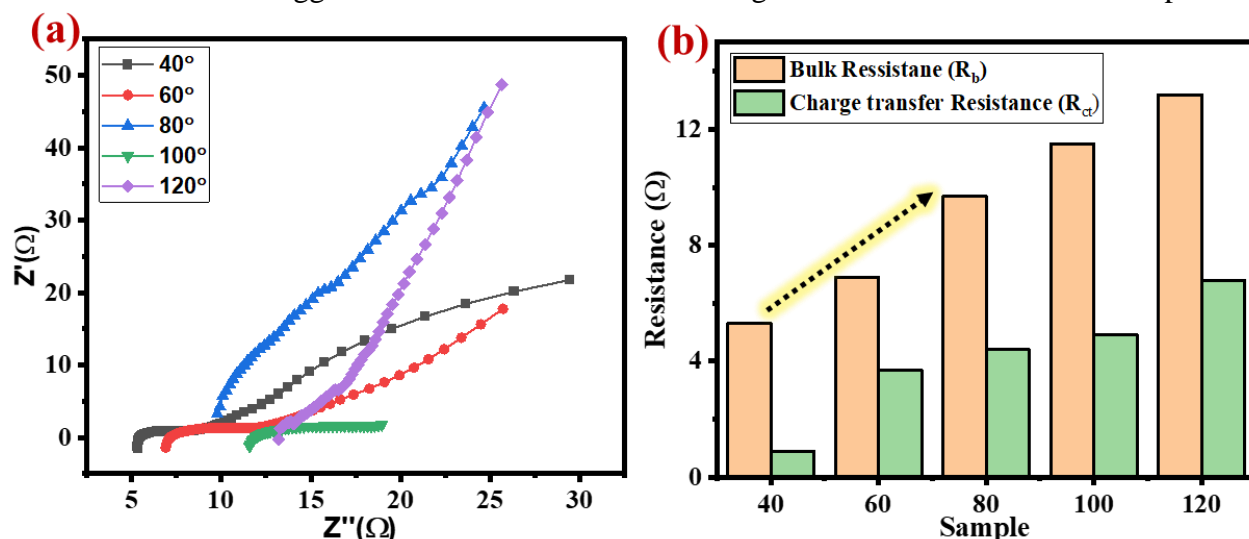 (a)
40°
60°
80°
100°
120°
50
40
30
20
10
0
Z'(Ω)
5 10 15 20 25 30
Z''(Ω)
(b)
Bulk Ressistane (Rb)
Charge transfer Resistance (Rct)
12
8
4
0
Resistance (Ω)
40 60 80 100 120
Sample